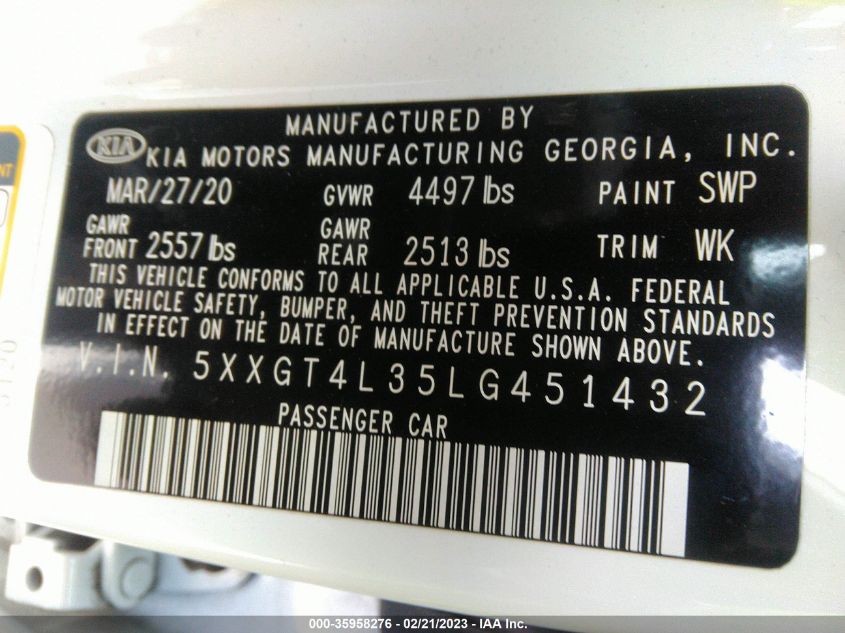 MANUFACTURED BY
KIA KIA MOTORS MANUFACTURING GEORGIA, INC.
MAR/27/20 GVWR 4497 lbs PAINT SWP
GAWR FRONT 2557 lbs GAWR REAR 2513 lbs TRIM WK
THIS VEHICLE CONFORMS TO ALL APPLICABLE U.S.A. FEDERAL
MOTOR VEHICLE SAFETY, BUMPER, AND THEFT PREVENTION STANDARDS
IN EFFECT ON THE DATE OF MANUFACTURE SHOWN ABOVE.
V.I.N. 5XXGT4L35LG451432
PASSENGER CAR
000-35958276 - 02/21/2023 - IAAI Inc.